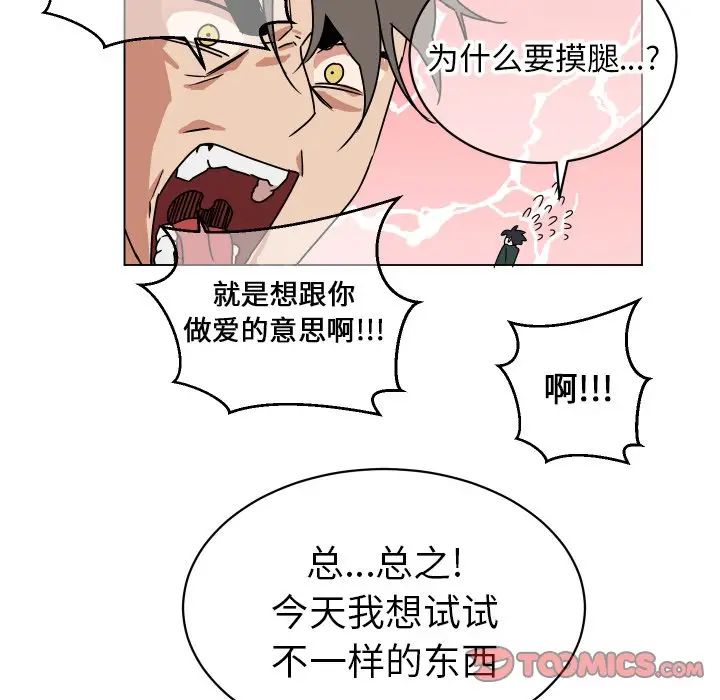 为什么要摸腿...?
就是想跟你
做爱的意思啊!!!
啊!!!
总...总之!
今天我想试试
不一样的东西
TOOMICS.COM